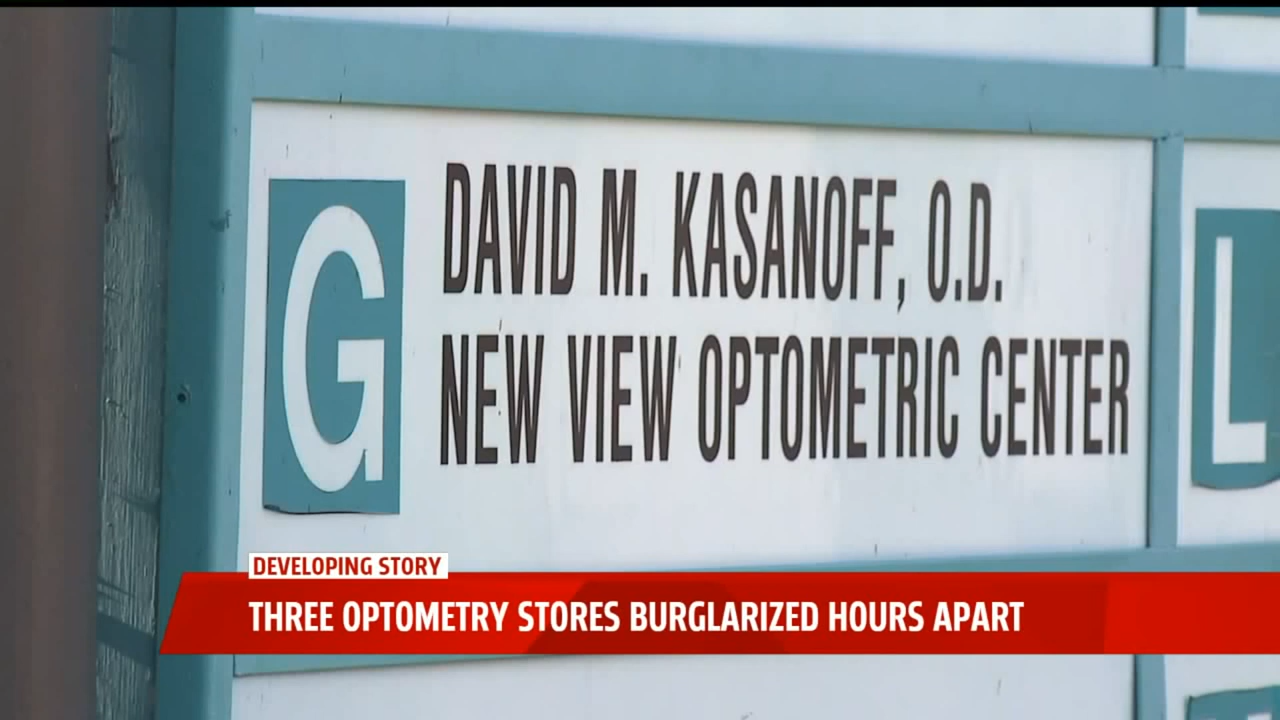 G
DAVID M. KASANOFF, O.D.
NEW VIEW OPTOMETRIC CENTER
L
DEVELOPING STORY
THREE OPTOMETRY STORES BURGLARIZED HOURS APART